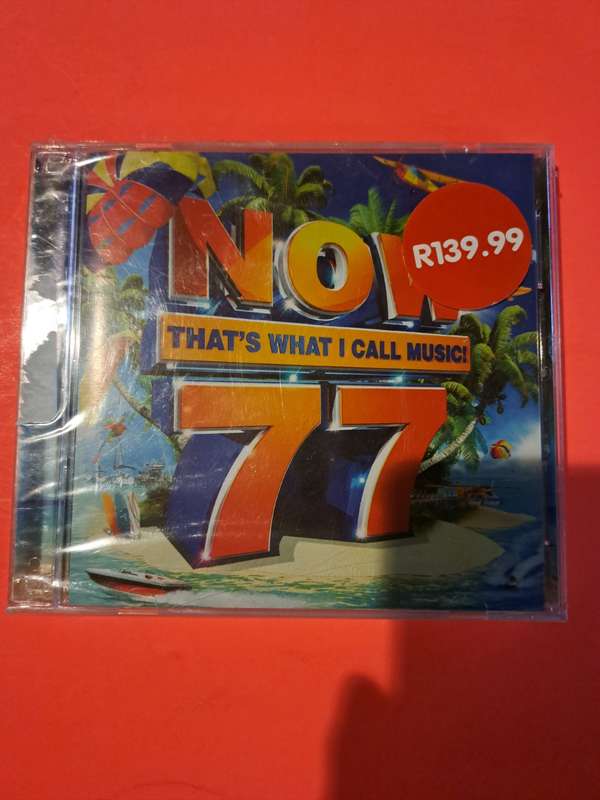 NOW
R139.99
THAT'S WHAT I CALL MUSIC!
77